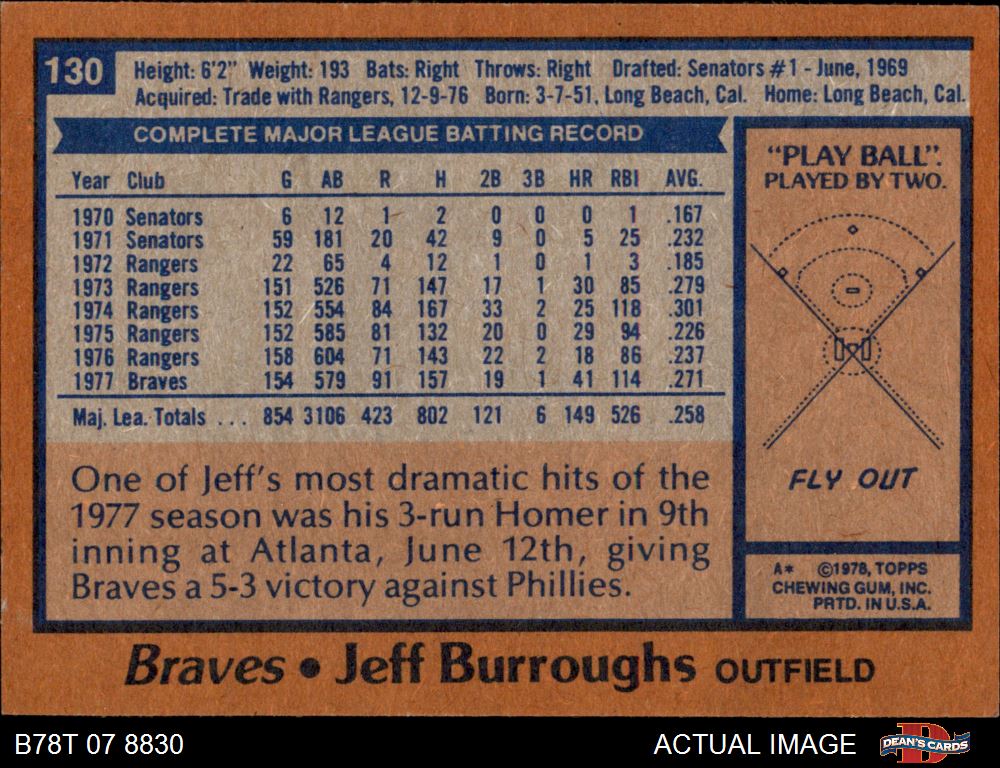 130
Height: 6'2" Weight: 193 Bats: Right Throws: Right Drafted: Senators #1 - June, 1969
Acquired: Trade with Rangers, 12-9-76 Born: 3-7-51, Long Beach, Cal. Home: Long Beach, Cal.
COMPLETE MAJOR LEAGUE BATTING RECORD
Year Club G AB R H 2B 3B HR RBI AVG.
1970 Senators 6 12 1 2 0 0 0 1 .167
1971 Senators 59 181 20 42 9 0 5 25 .232
1972 Rangers 22 65 4 12 1 0 1 3 .185
1973 Rangers 151 526 71 147 17 1 30 85 .279
1974 Rangers 152 554 84 167 33 2 25 118 .301
1975 Rangers 152 585 81 132 20 0 29 94 .226
1976 Rangers 158 604 71 143 22 2 18 86 .237
1977 Braves 154 579 91 157 19 1 41 114 .271
Maj. Lea. Totals . . . 854 3106 423 802 121 6 149 526 .258
One of Jeff's most dramatic hits of the
1977 season was his 3-run Homer in 9th
inning at Atlanta, June 12th, giving
Braves a 5-3 victory against Phillies.
"PLAY BALL".
PLAYED BY TWO.
FLY OUT
A* ©1978, TOPPS
CHEWING GUM, INC.
PRTD. IN U.S.A.
Braves • Jeff Burroughs OUTFIELD
B78T 07 8830
ACTUAL IMAGE
D
DEAN'S CARDS